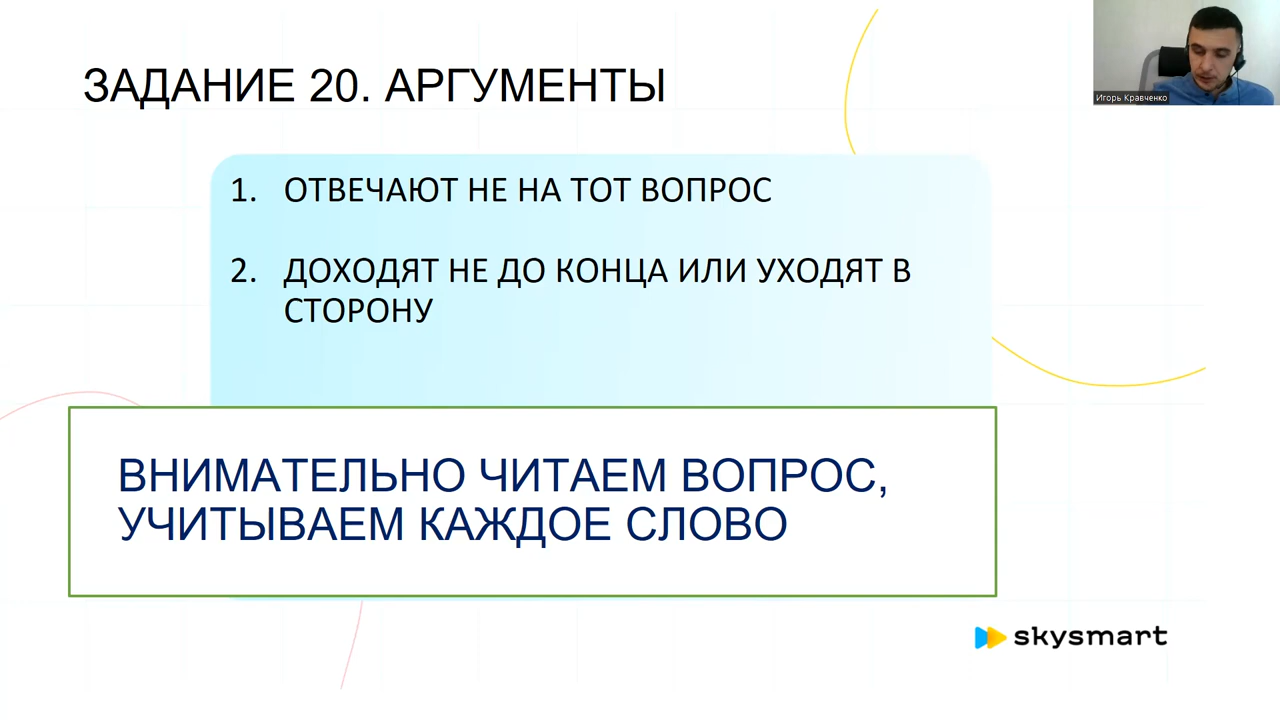 ЗАДАНИЕ 20. АРГУМЕНТЫ
Игорь Кравченко
1. ОТВЕЧАЮТ НЕ НА ТОТ ВОПРОС
2. ДОХОДЯТ НЕ ДО КОНЦА ИЛИ УХОДЯТ В
СТОРОНУ
ВНИМАТЕЛЬНО ЧИТАЕМ ВОПРОС,
УЧИТЫВАЕМ КАЖДОЕ СЛОВО
skysmart